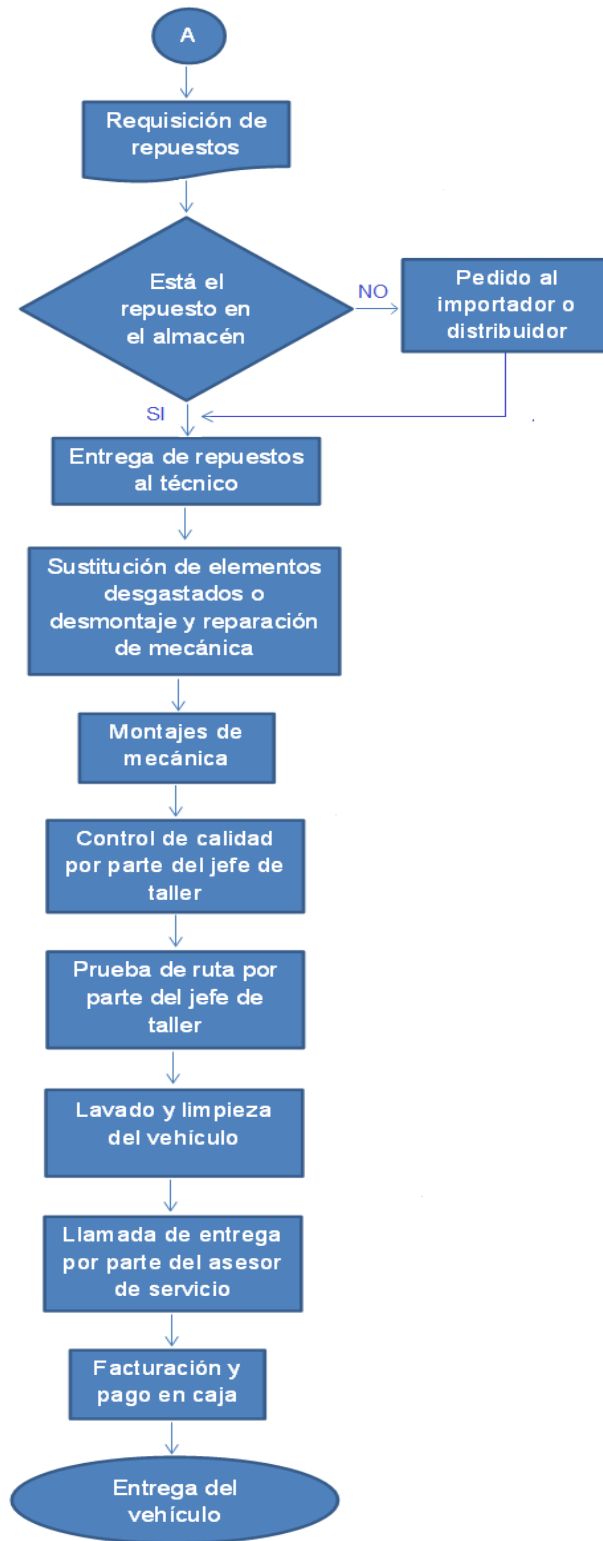 A
Requisición de
repuestos
Está el
repuesto en
el almacén
NO
Pedido al
importador o
distribuidor
SI
Entrega de repuestos
al técnico
Sustitución de elementos
desgastados o
desmontaje y reparación
de mecánica
Montajes de
mecánica
Control de calidad
por parte del jefe de
taller
Prueba de ruta por
parte del jefe de
taller
Lavado y limpieza
del vehículo
Llamada de entrega
por parte del asesor
de servicio
Facturación y
pago en caja
Entrega del
vehículo